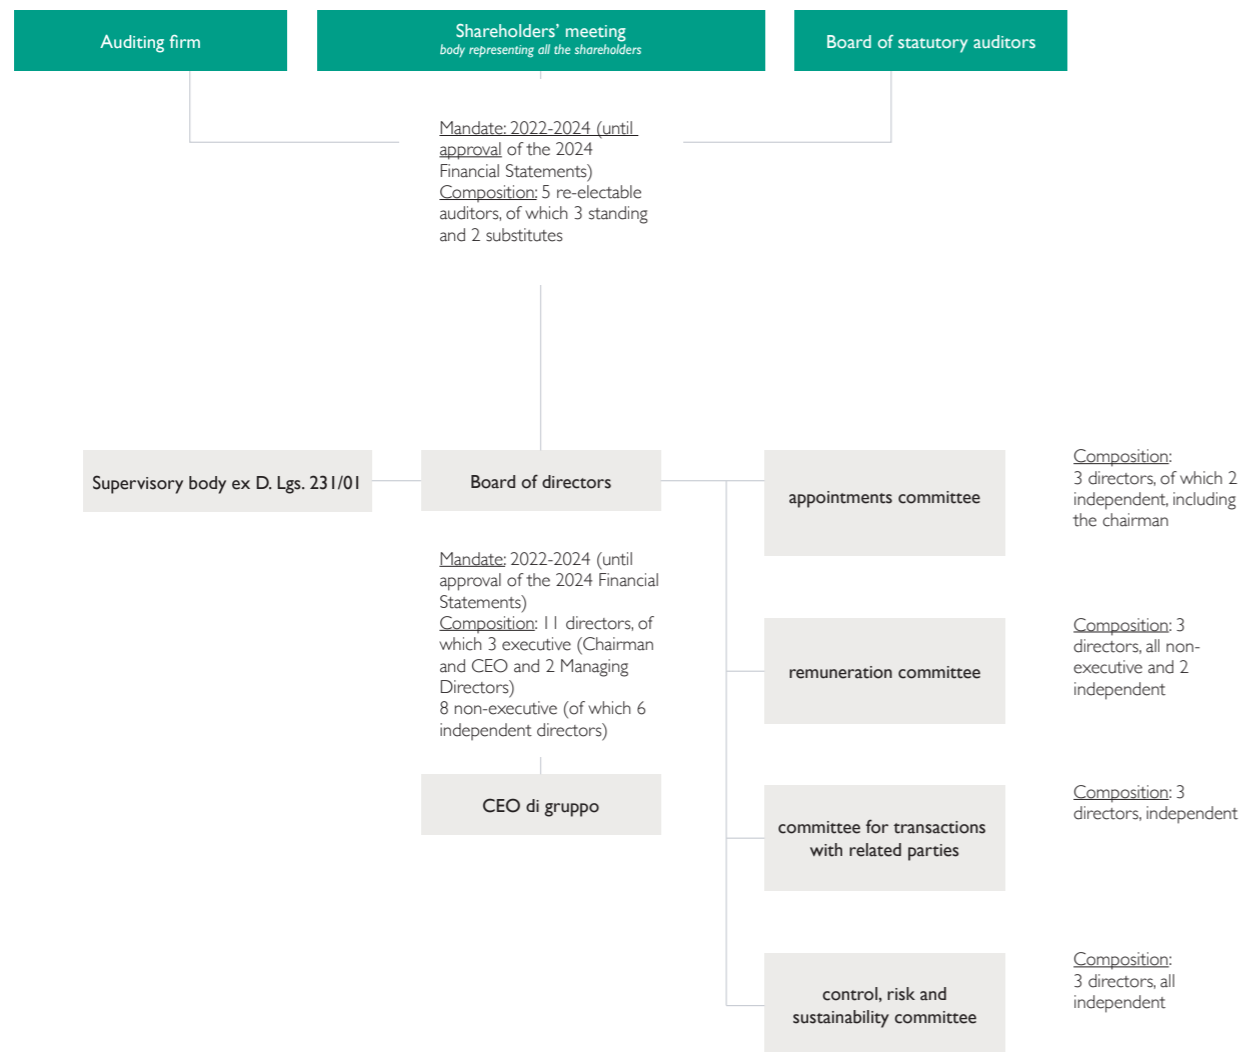 Auditing firm
Shareholders' meeting
body representing all the shareholders
Board of statutory auditors
Mandate: 2022-2024 (until
approval of the 2024
Financial Statements)
Composition: 5 re-electable
auditors, of which 3 standing
and 2 substitutes
Supervisory body ex D. Lgs. 231/01
Board of directors
Mandate: 2022-2024 (until
approval of the 2024 Financial
Statements)
Composition: 11 directors, of
which 3 executive (Chairman
and CEO and 2 Managing
Directors)
8 non-executive (of which 6
independent directors)
CEO di gruppo
appointments committee
Composition:
3 directors, of which 2
independent, including
the chairman
remuneration committee
Composition: 3
directors, all non-
executive and 2
independent
committee for transactions
with related parties
Composition: 3
directors, independent
control, risk and
sustainability committee
Composition:
3 directors, all
independent